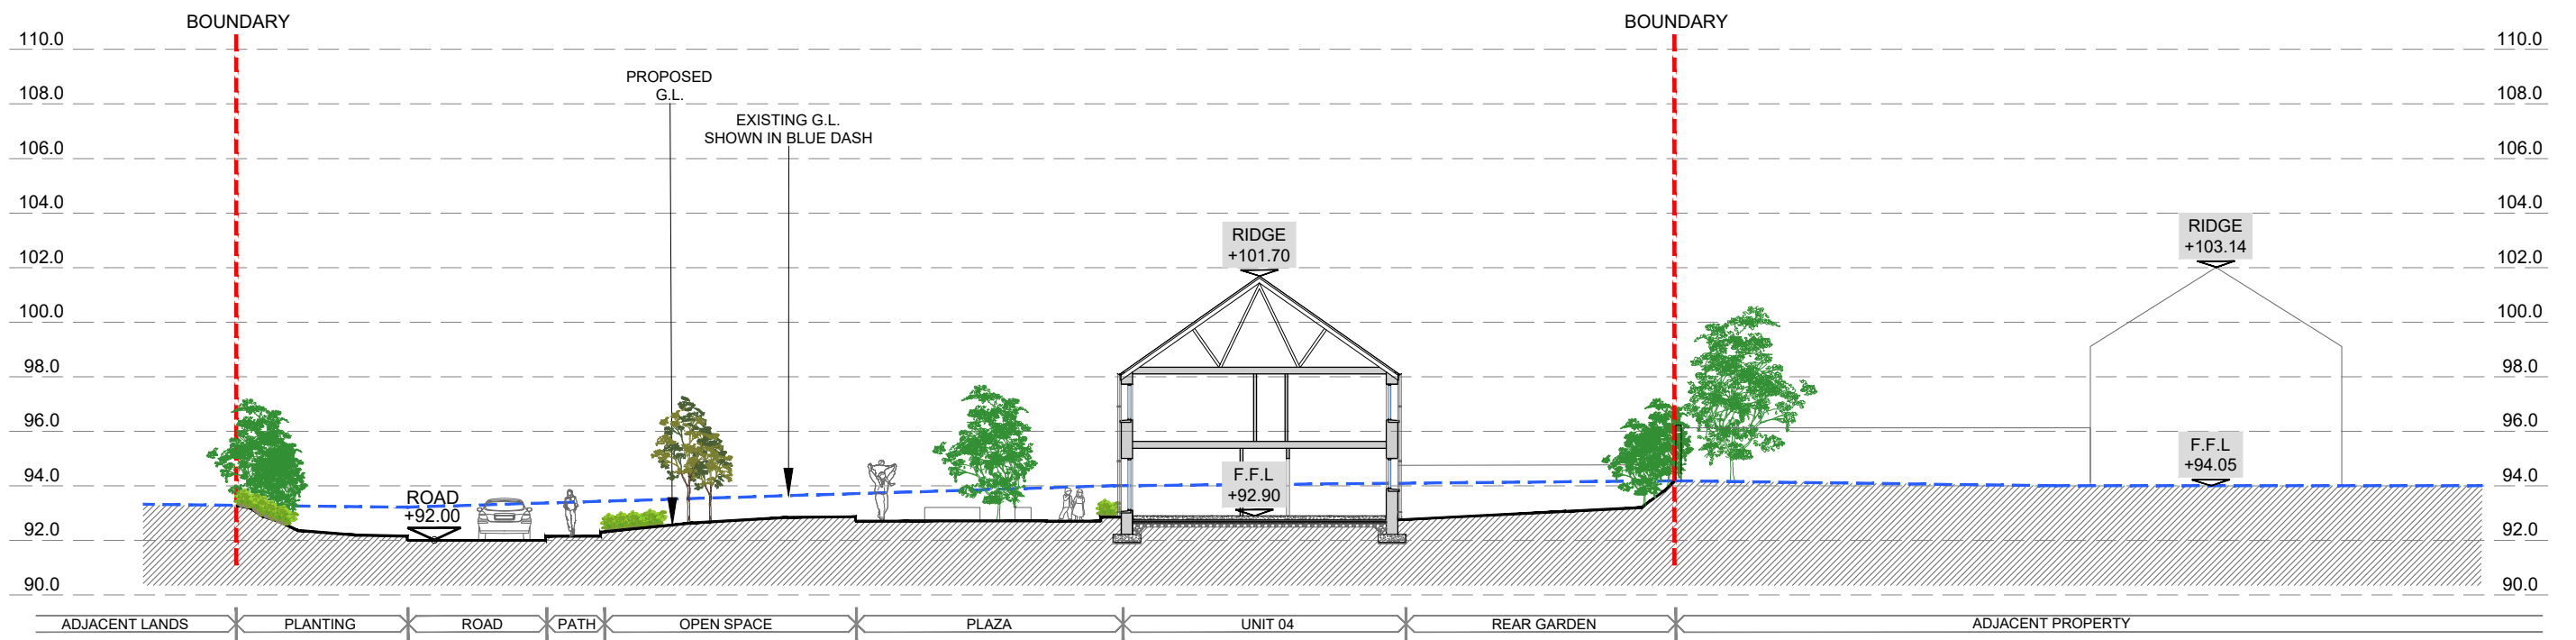 BOUNDARY
BOUNDARY
110.0
110.0
PROPOSED
G.L.
108.0
108.0
EXISTING G.L.
SHOWN IN BLUE DASH
106.0
106.0
104.0
104.0
RIDGE
+101.70
RIDGE
+103.14
102.0
102.0
100.0
100.0
98.0
98.0
96.0
96.0
F.F.L
+94.05
94.0
94.0
F.F.L
+92.90
ROAD
+92.00
92.0
92.0
90.0
90.0
ADJACENT LANDS
PLANTING
ROAD
PATH
OPEN SPACE
PLAZA
UNIT 04
REAR GARDEN
ADJACENT PROPERTY